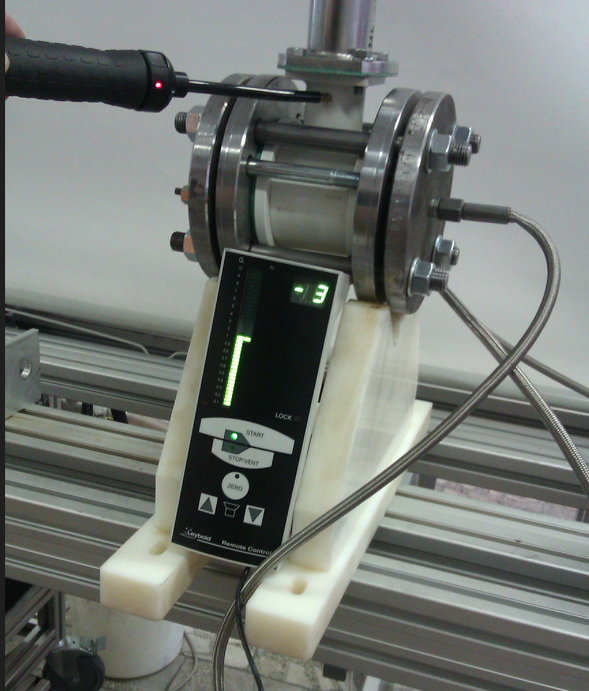 -3
LOCK
START
STOP/VENT
ZERO
Leybold Remote Control